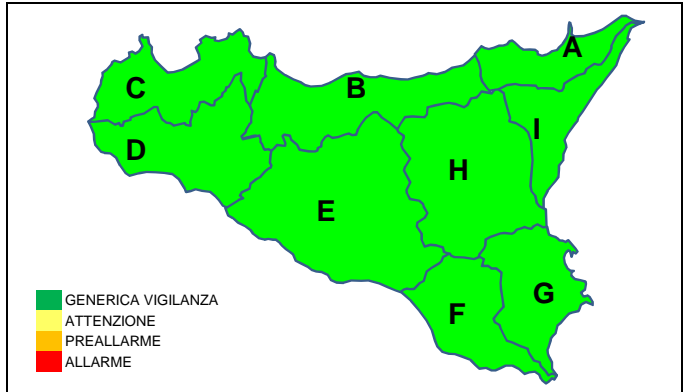 A
C
B
I
D
H
E
G
F
GENERICA VIGILANZA
ATTENZIONE
PREALLARME
ALLARME